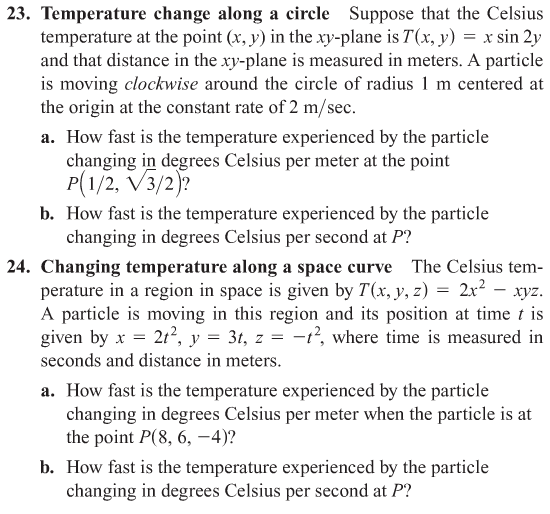 23. Temperature change along a circle Suppose that the Celsius
temperature at the point (x, y) in the xy-plane is T(x, y) = x sin 2y
and that distance in the xy-plane is measured in meters. A particle
is moving clockwise around the circle of radius 1 m centered at
the origin at the constant rate of 2 m/sec.
a. How fast is the temperature experienced by the particle
changing in degrees Celsius per meter at the point
P(1/2, √3/2)?
b. How fast is the temperature experienced by the particle
changing in degrees Celsius per second at P?
24. Changing temperature along a space curve The Celsius tem-
perature in a region in space is given by T(x, y, z) = 2x² − xyz.
A particle is moving in this region and its position at time t is
given by x = 2t², y = 3t, z = −t², where time is measured in
seconds and distance in meters.
a. How fast is the temperature experienced by the particle
changing in degrees Celsius per meter when the particle is at
the point P(8, 6, −4)?
b. How fast is the temperature experienced by the particle
changing in degrees Celsius per second at P?